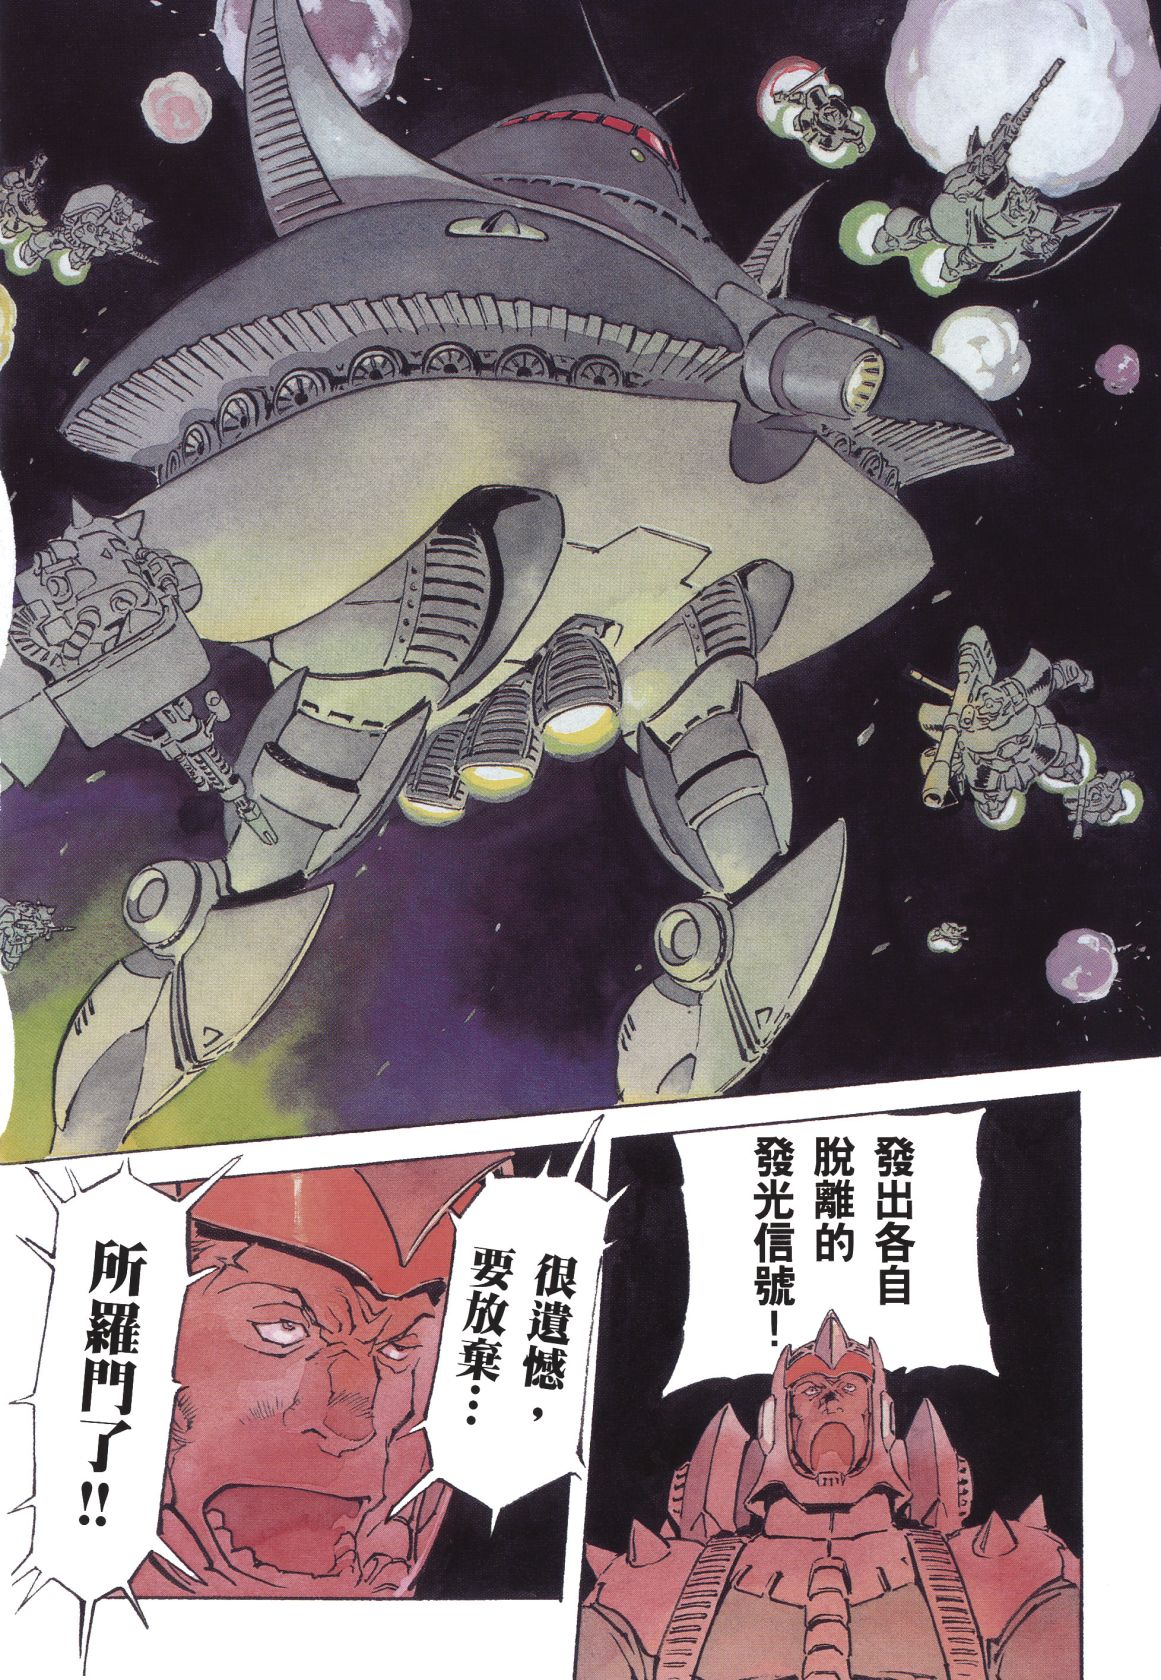 發出各自
脫離的
發光信號！
很遺憾，
要放棄…
所羅門了!!